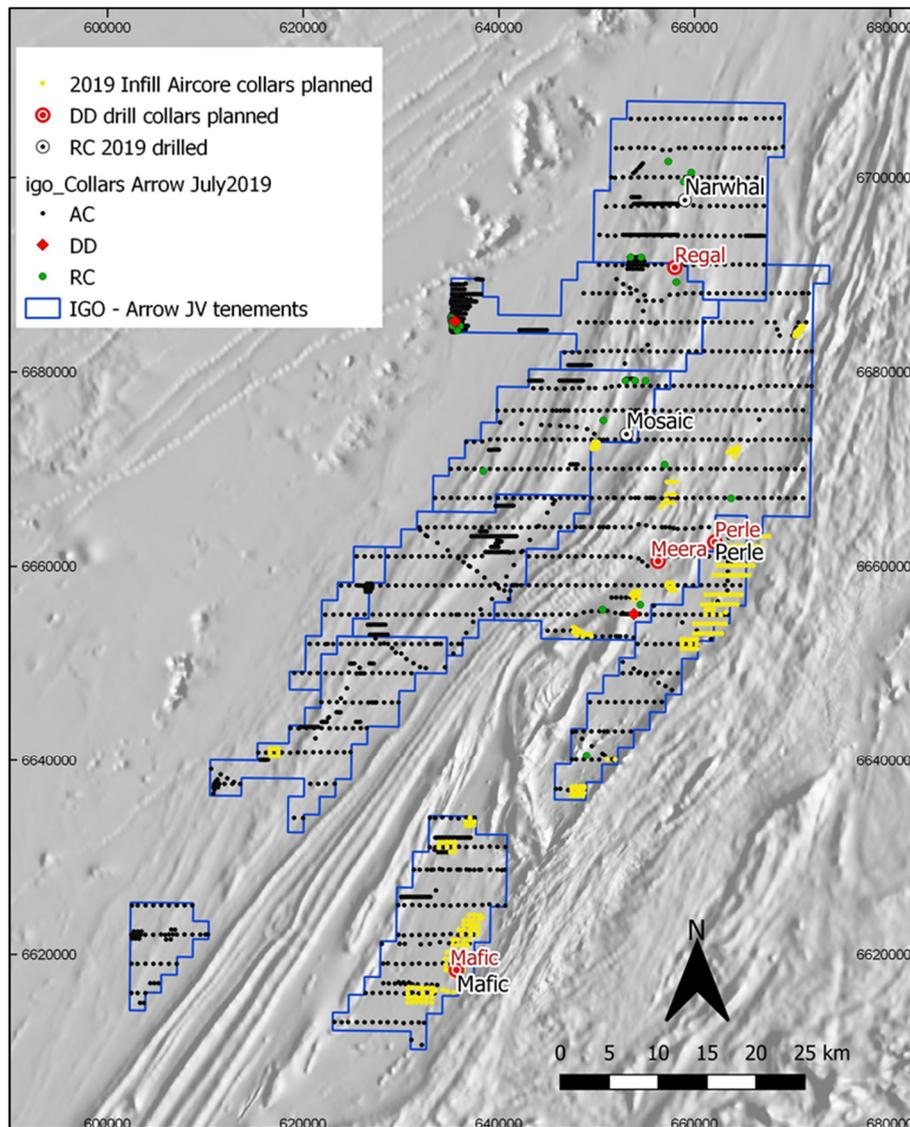 600000 620000 640000 660000 680000
2019 Infill Aircore collars planned
DD drill collars planned
RC 2019 drilled
igo_Collars Arrow July2019
AC
DD
RC
IGO - Arrow JV tenements
6700000 6700000
Narwhal
Regal
6680000 6680000
Mosaic
Perle
Meera
Perle
6660000 6660000
6640000 6640000
N
6620000 6620000
Mafic
Mafic
0 5 10 15 20 25 km
600000 620000 640000 660000 680000